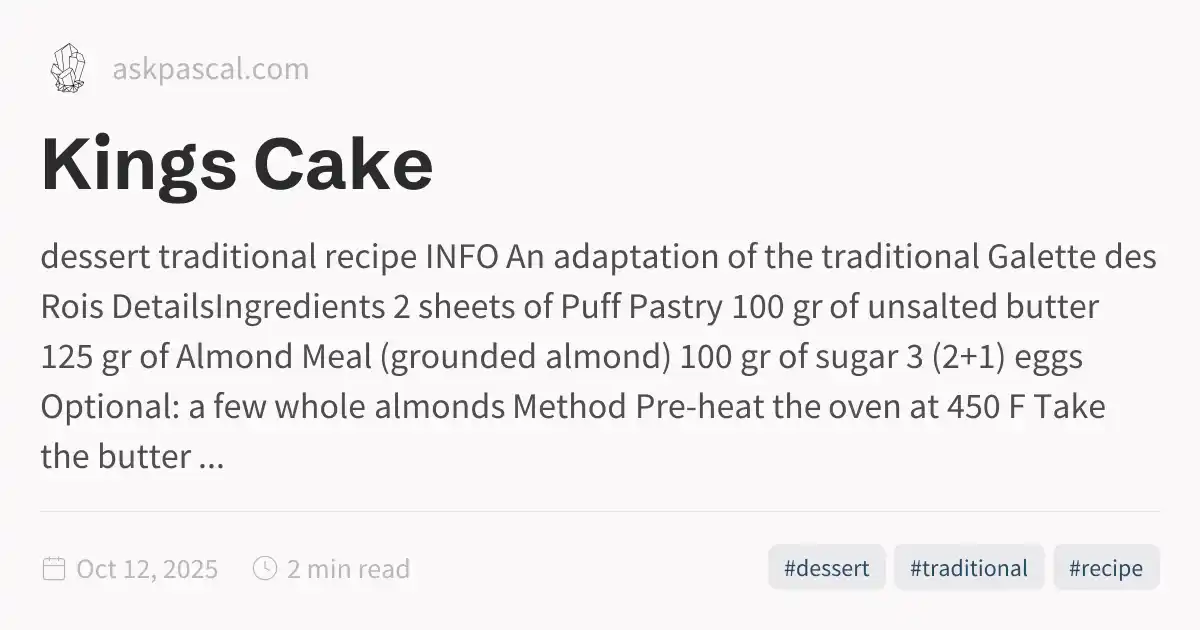 askpascal.com
Kings Cake
dessert traditional recipe INFO An adaptation of the traditional Galette des
Rois DetailsIngredients 2 sheets of Puff Pastry 100 gr of unsalted butter
125 gr of Almond Meal (grounded almond) 100 gr of sugar 3 (2+1) eggs
Optional: a few whole almonds Method Pre-heat the oven at 450 F Take
the butter ...
Oct 12, 2025 2 min read #dessert #traditional #recipe